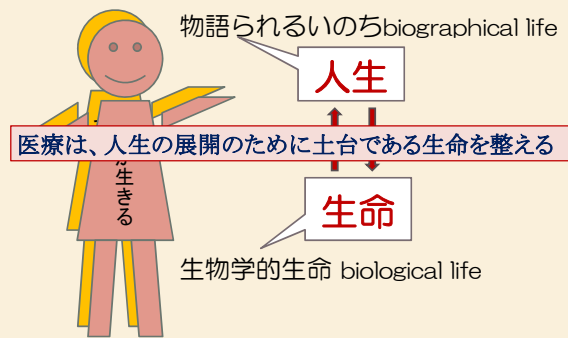 物語られるいのちbiographical life
人生
医療は、人生の展開のために土台である生命を整える
が生きる
生命
生物学的生命 biological life